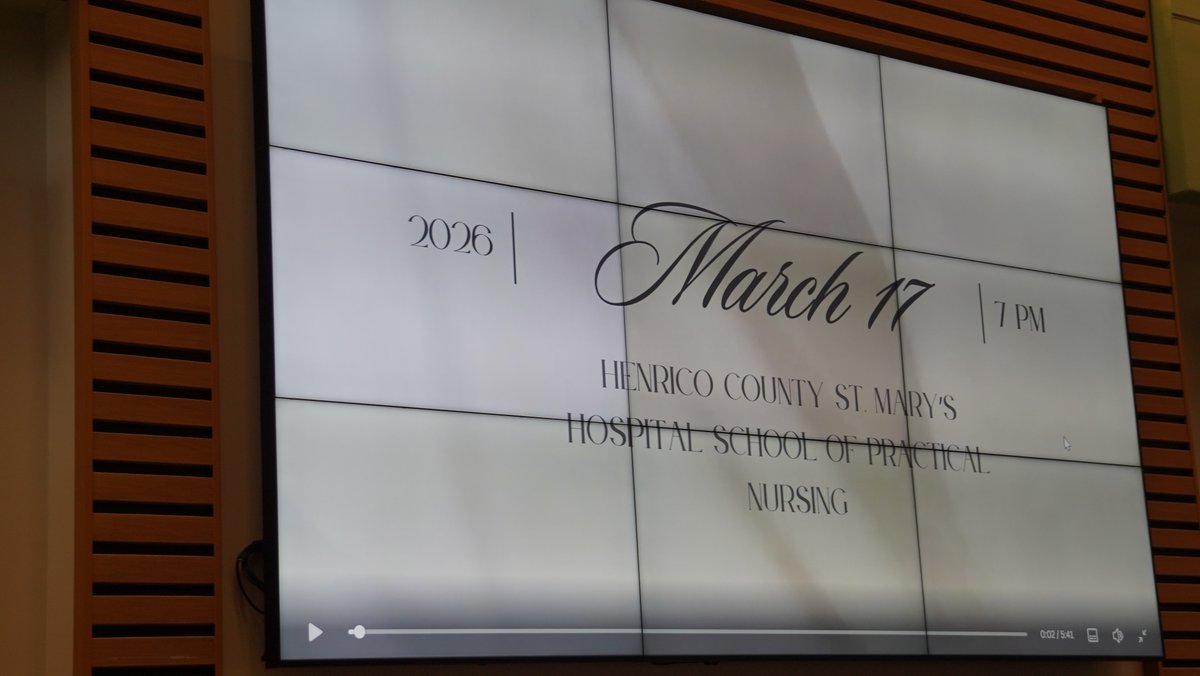 2026
March 17
7 PM
HENRICO COUNTY ST. MARY'S
HOSPITAL SCHOOL OF PRACTICAL
NURSING
0:02 / 5:41